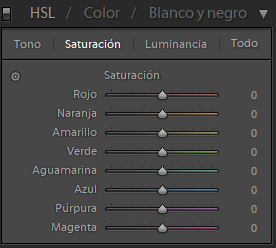 HSL / Color / Blanco y negro
Tono | Saturación | Luminancia | Todo
Saturación
Rojo 0
Naranja 0
Amarillo 0
Verde 0
Aguamarina 0
Azul 0
Púrpura 0
Magenta 0